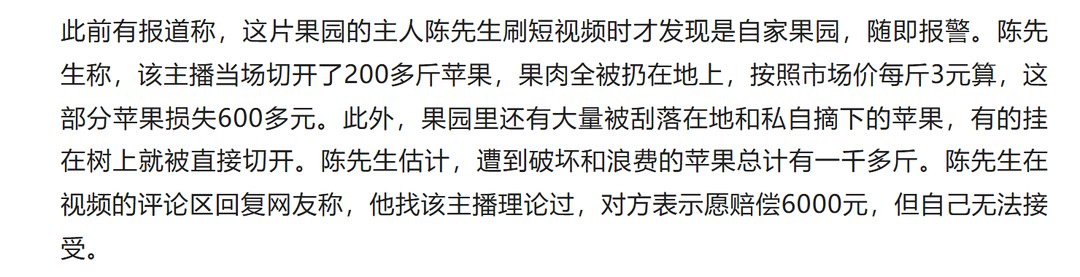 此前有报道称，这片果园的主人陈先生刷短视频时才发现是自家果园，随即报警。陈先
生称，该主播当场切开了200多斤苹果，果肉全被扔在地上，按照市场价每斤3元算，这
部分苹果损失600多元。此外，果园里还有大量被刮落在地和私自摘下的苹果，有的挂
在树上就被直接切开。陈先生估计，遭到破坏和浪费的苹果总计有一千多斤。陈先生在
视频的评论区回复网友称，他找该主播理论过，对方表示愿赔偿6000元，但自己无法接
受。